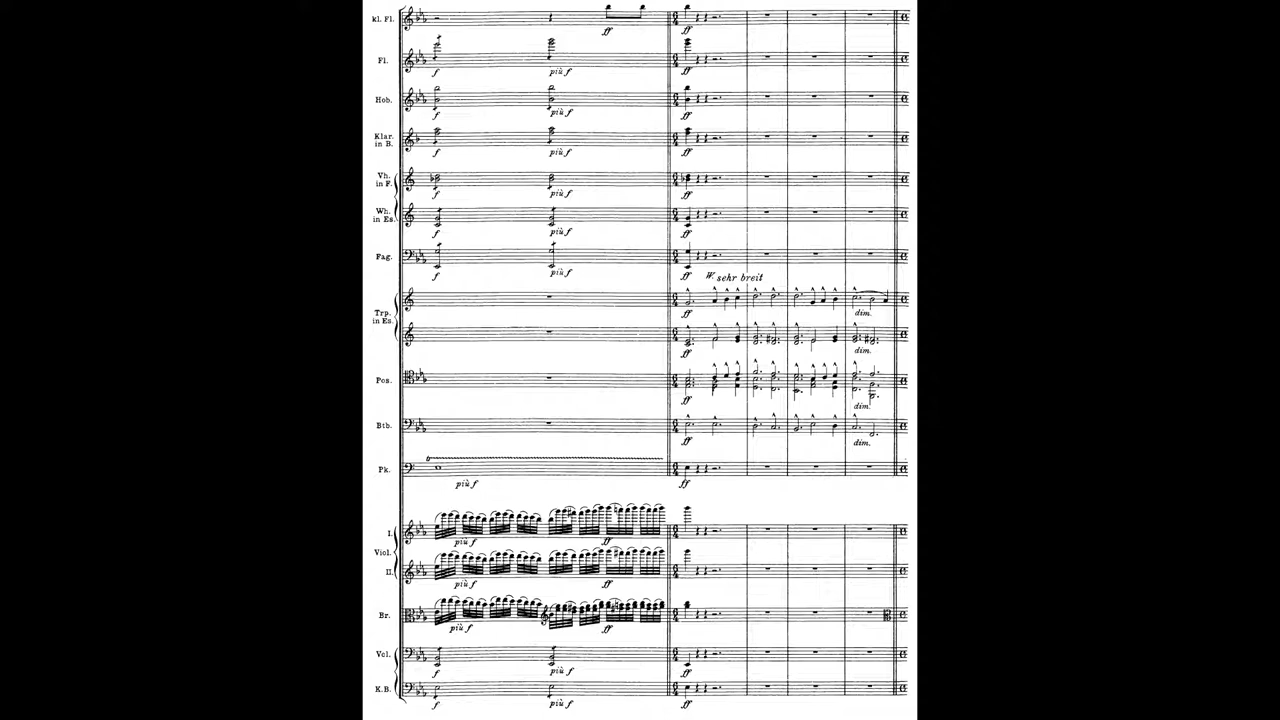 kl. Fl.
ff
Fl.
f più f ff
Hob.
f più f ff
Klar.
in B.
f più f ff
Vh.
in F.
f più f ff
Wh.
in Es.
f più f ff
Fag.
f più f ff
W. sehr breit
Trp.
in Es.
ff dim.
ff dim.
Pos.
ff dim.
Btb.
ff dim.
Pk.
più f ff
I.
più f ff
Viol.
II.
più f ff
Br.
più f ff
Vcl.
f più f ff
K.B.
f più f ff